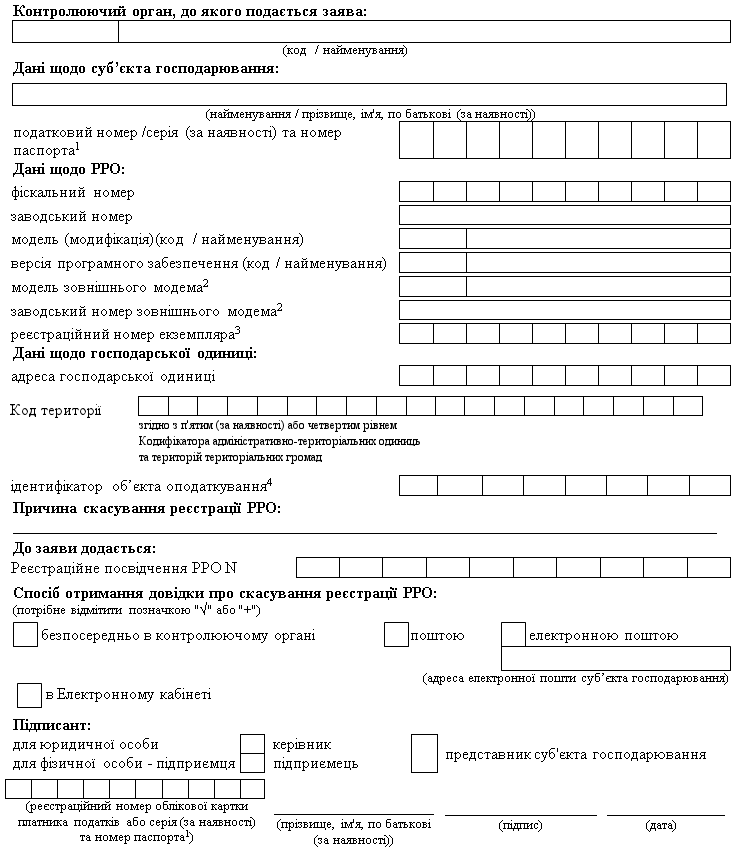 Контролюючий орган, до якого подається заява:
(код / найменування)
Дані щодо суб’єкта господарювання:
(найменування / прізвище, ім'я, по батькові (за наявності))
податковий номер /серія (за наявності) та номер
паспорта1
Дані щодо РРО:
фіскальний номер
заводський номер
модель (модифікація)(код / найменування)
версія програмного забезпечення (код / найменування)
модель зовнішнього модема2
заводський номер зовнішнього модема2
реєстраційний номер екземпляра3
Дані щодо господарської одиниці:
адреса господарської одиниці
Код території
згідно з п'ятим (за наявності) або четвертим рівнем
Кодифікатора адміністративно-територіальних одиниць
та територій територіальних громад
ідентифікатор об’єкта оподаткування4
Причина скасування реєстрації РРО:
До заяви додається:
Реєстраційне посвідчення РРО N
Спосіб отримання довідки про скасування реєстрації РРО:
(потрібне відмітити позначкою "√" або "+")
безпосередньо в контролюючому органі поштою електронною поштою
(адреса електронної пошти суб’єкта господарювання)
в Електронному кабінеті
Підписант:
для юридичної особи керівник
представник суб'єкта господарювання
для фізичної особи - підприємця підприємець
(реєстраційний номер облікової картки
платника податків або серія (за наявності)
та номер паспорта1)
(прізвище, ім'я, по батькові
(за наявності))
(підпис)
(дата)